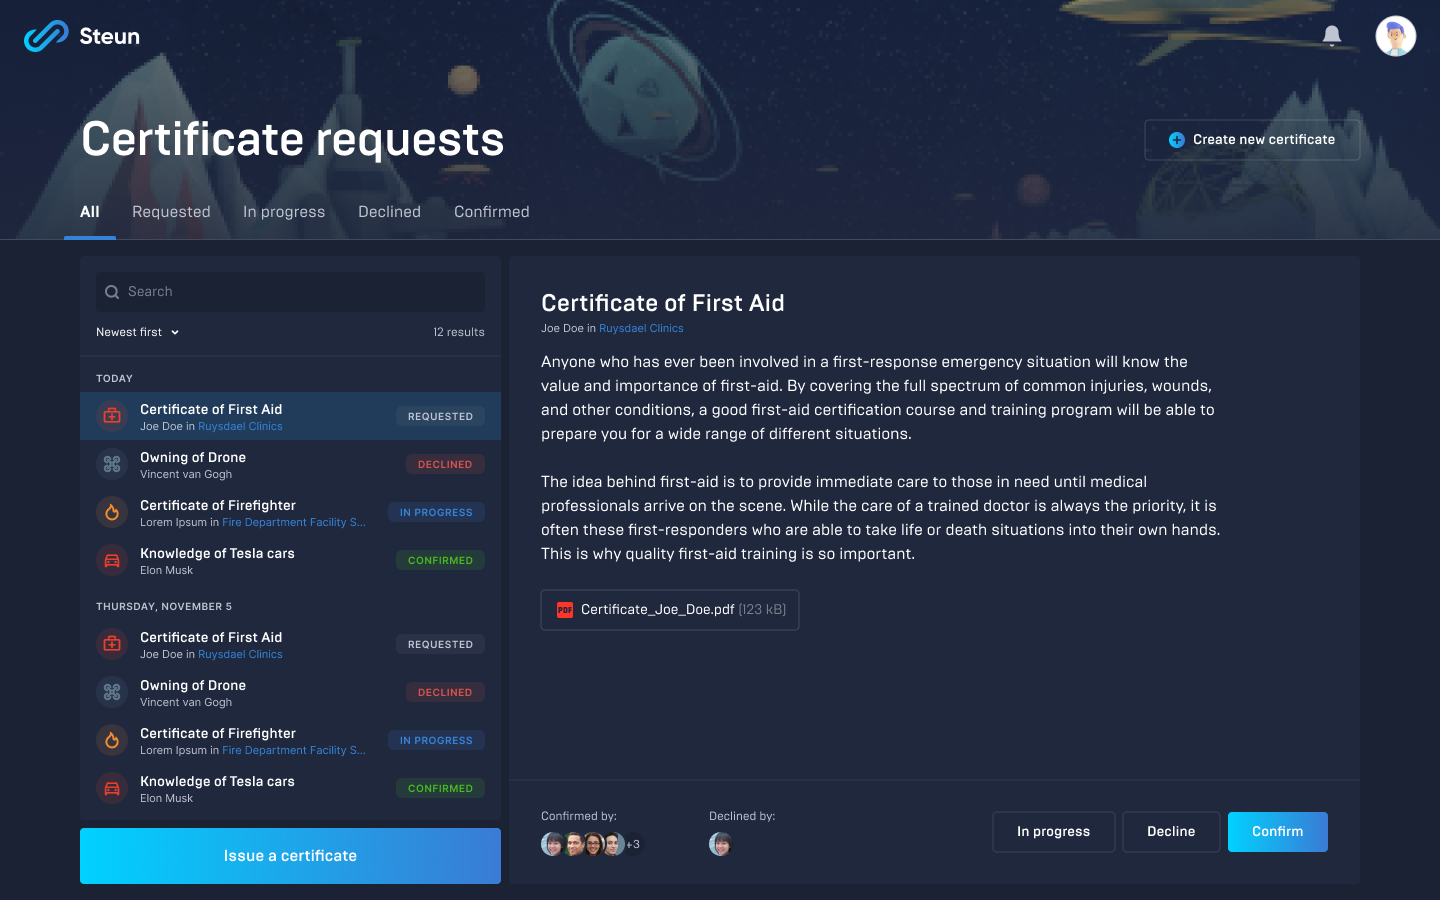 Steun
Certificate requests
Create new certificate
All
Requested
In progress
Declined
Confirmed
Search
Newest first
12 results
TODAY
Certificate of First Aid
Joe Doe in Ruysdael Clinics
REQUESTED
Owning of Drone
Vincent van Gogh
DECLINED
Certificate of Firefighter
Lorem Ipsum in Fire Department Facility S...
IN PROGRESS
Knowledge of Tesla cars
Elon Musk
CONFIRMED
THURSDAY, NOVEMBER 5
Certificate of First Aid
Joe Doe in Ruysdael Clinics
REQUESTED
Owning of Drone
Vincent van Gogh
DECLINED
Certificate of Firefighter
Lorem Ipsum in Fire Department Facility S...
IN PROGRESS
Knowledge of Tesla cars
Elon Musk
CONFIRMED
Issue a certificate
Certificate of First Aid
Joe Doe in Ruysdael Clinics
Anyone who has ever been involved in a first-response emergency situation will know the
value and importance of first-aid. By covering the full spectrum of common injuries, wounds,
and other conditions, a good first-aid certification course and training program will be able to
prepare you for a wide range of different situations.
The idea behind first-aid is to provide immediate care to those in need until medical
professionals arrive on the scene. While the care of a trained doctor is always the priority, it is
often these first-responders who are able to take life or death situations into their own hands.
This is why quality first-aid training is so important.
PDF
Certificate_Joe_Doe.pdf (123 kB)
Confirmed by:
+3
Declined by:
In progress
Decline
Confirm